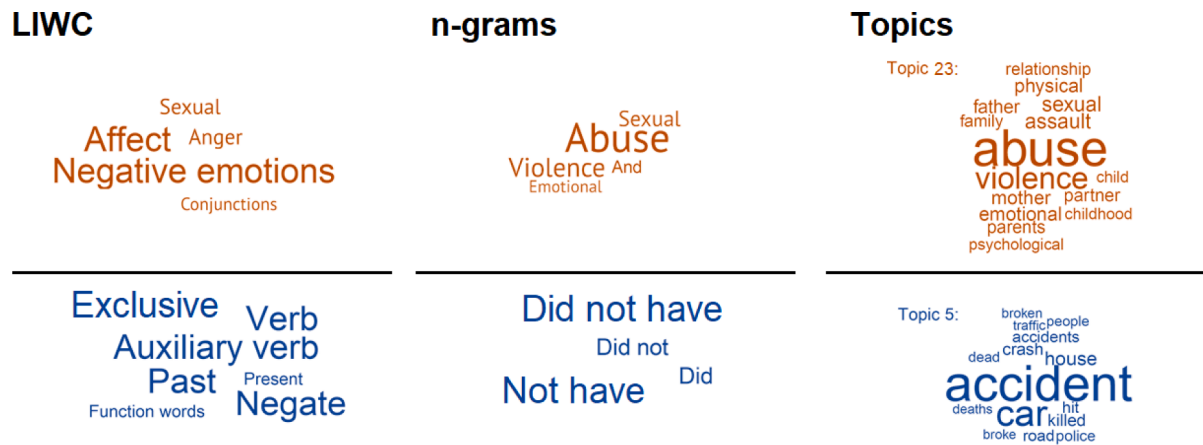 LIWC
Sexual
Affect Anger
Negative emotions
Conjunctions
n-grams
Sexual
Abuse
Violence And
Emotional
Topics
Topic 23:
relationship
physical
father sexual
family assault
abuse
violence child
mother partner
emotional childhood
parents
psychological
Exclusive
Verb
Auxiliary verb
Past Present
Function words Negate
Did not have
Did not
Did
Not have
Topic 5:
broken
traffic people
accidents
crash
dead house
accident
deaths car hit
killed
broke road police